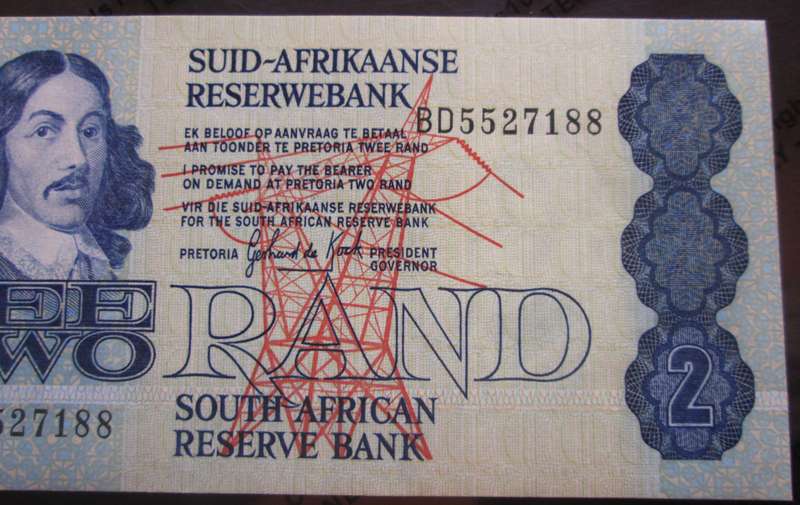 SUID-AFRIKAANSE
RESERWEBANK
BD5527188
EK BELOOF OP AANVRAAG TE BETAAL
AAN TOONDER TE PRETORIA TWEE RAND
I PROMISE TO PAY THE BEARER
ON DEMAND AT PRETORIA TWO RAND
VIR DIE SUID-AFRIKAANSE RESERWEBANK
FOR THE SOUTH AFRICAN RESERVE BANK
PRETORIA Gerhard de Kock PRESIDENT
GOVERNOR
EE
WO
RAND
2
527188
SOUTH-AFRICAN
RESERVE BANK